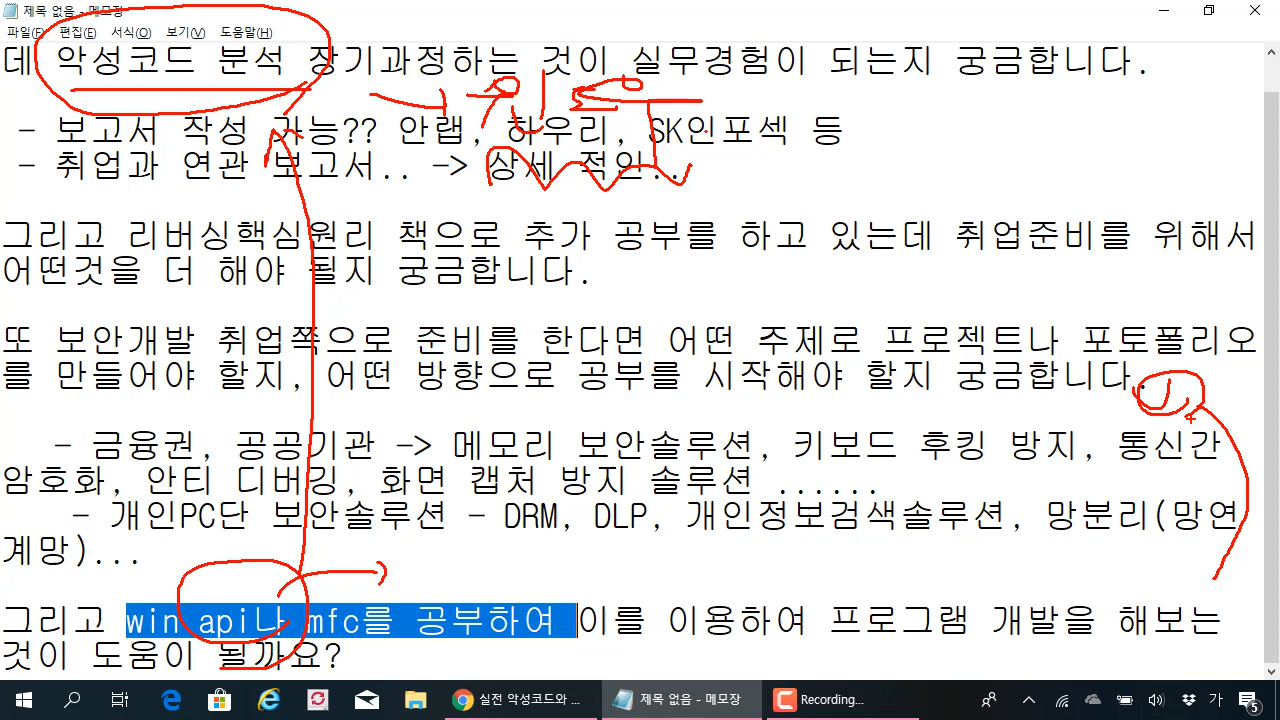 제목 없음 - 메모장
파일(F) 편집(E) 서식(O) 보기(V) 도움말(H)
데 악성코드 분석 장기과정하는 것이 실무경험이 되는지 궁금합니다.
- 보고서 작성 가능?? 안랩, 하우리, SK인포섹 등
- 취업과 연관 보고서.. -> 상세 적인..
그리고 리버싱핵심원리 책으로 추가 공부를 하고 있는데 취업준비를 위해서
어떤것을 더 해야 될지 궁금합니다.
또 보안개발 취업쪽으로 준비를 한다면 어떤 주제로 프로젝트나 포토폴리오
를 만들어야 할지, 어떤 방향으로 공부를 시작해야 할지 궁금합니다.
- 금융권, 공공기관 -> 메모리 보안솔루션, 키보드 후킹 방지, 통신간
암호화, 안티 디버깅, 화면 캡처 방지 솔루션 ......
- 개인PC단 보안솔루션 - DRM, DLP, 개인정보검색솔루션, 망분리(망연
계망)...
그리고 win api나 mfc를 공부하여 이를 이용하여 프로그램 개발을 해보는
것이 도움이 될까요?
실전 악성코드와 ... 제목 없음 - 메모장 Recording... 가 5